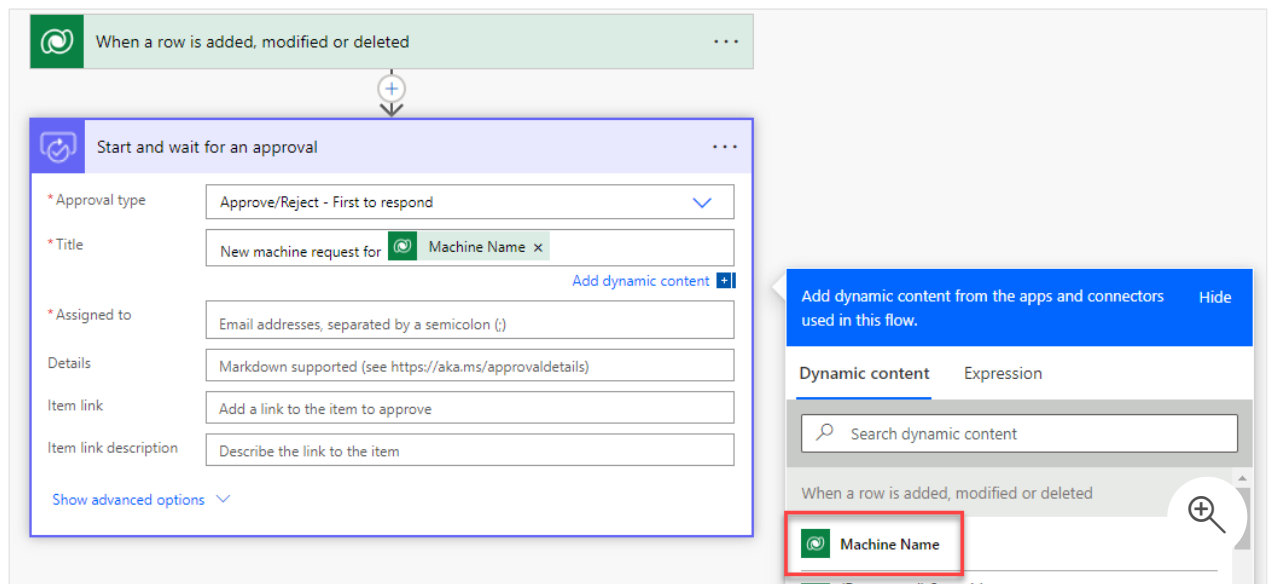 When a row is added, modified or deleted
Start and wait for an approval
* Approval type
Approve/Reject - First to respond
* Title
New machine request for Machine Name ×
Add dynamic content
* Assigned to
Email addresses, separated by a semicolon (;)
Details
Markdown supported (see https://aka.ms/approvaldetails)
Item link
Add a link to the item to approve
Item link description
Describe the link to the item
Show advanced options
Add dynamic content from the apps and connectors
used in this flow.
Hide
Dynamic content
Expression
Search dynamic content
When a row is added, modified or deleted
Machine Name